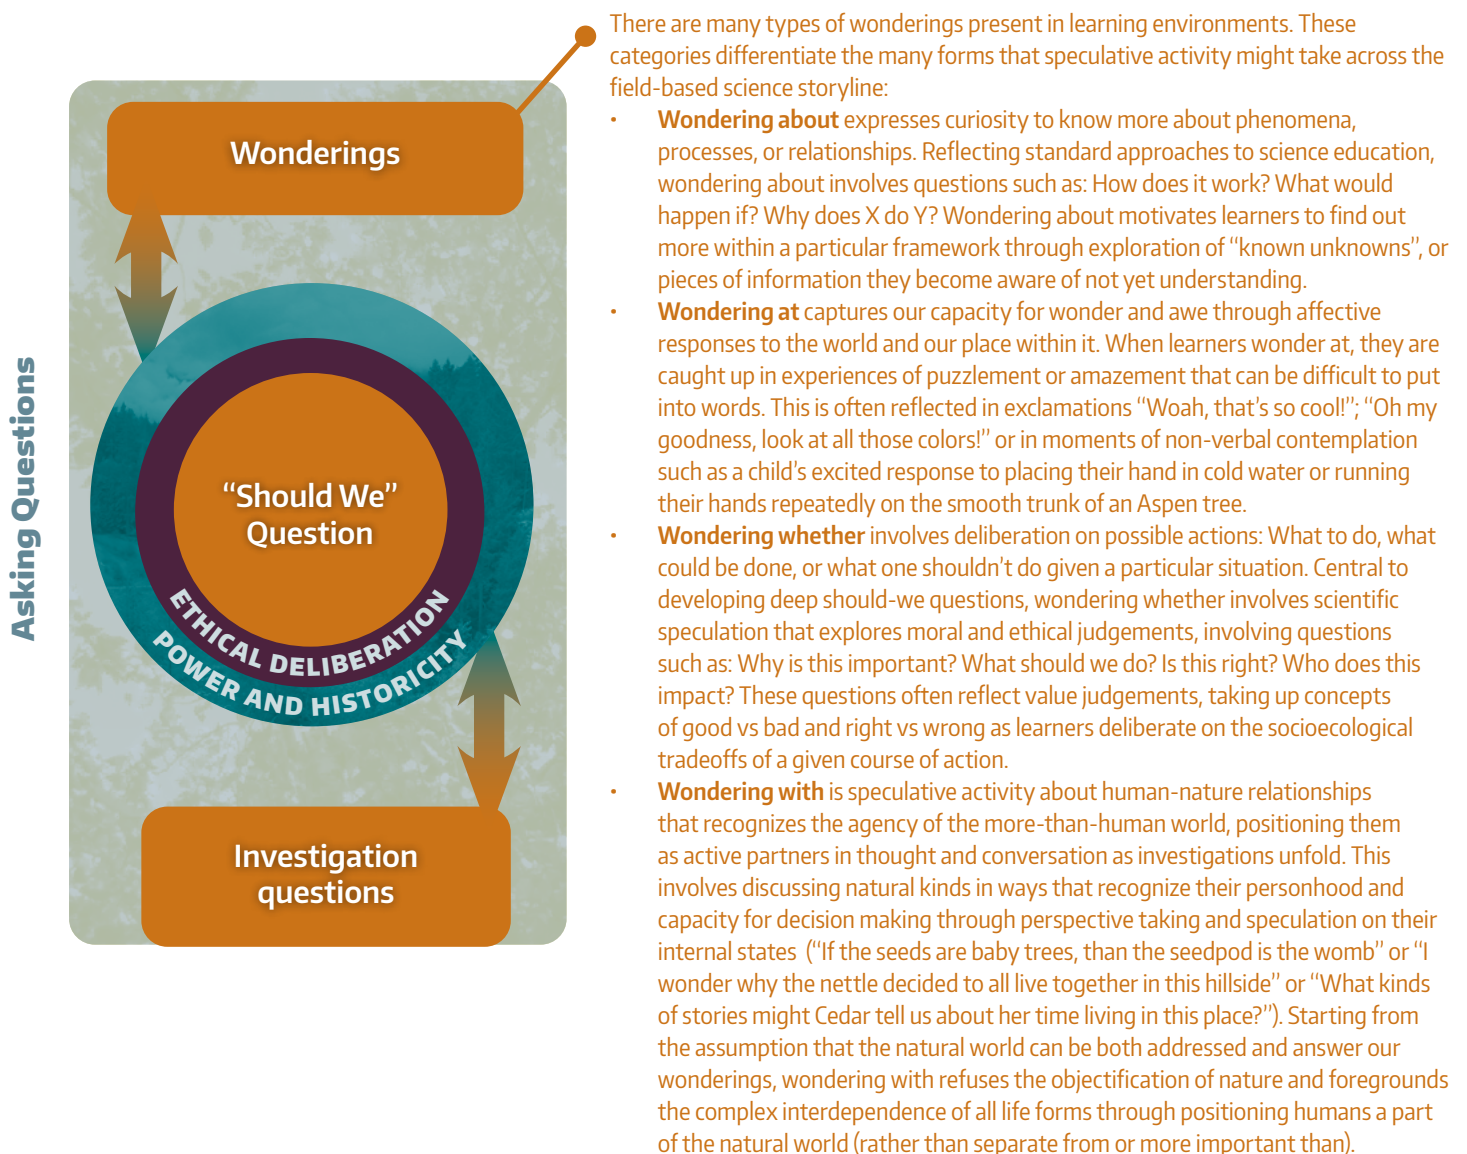 Asking Questions
Wonderings
“Should We”
Question
ETHICAL DELIBERATION
POWER AND HISTORICITY
Investigation
questions
There are many types of wonderings present in learning environments. These
categories differentiate the many forms that speculative activity might take across the
field-based science storyline:
• Wondering about expresses curiosity to know more about phenomena,
processes, or relationships. Reflecting standard approaches to science education,
wondering about involves questions such as: How does it work? What would
happen if? Why does X do Y? Wondering about motivates learners to find out
more within a particular framework through exploration of “known unknowns”, or
pieces of information they become aware of not yet understanding.
• Wondering at captures our capacity for wonder and awe through affective
responses to the world and our place within it. When learners wonder at, they are
caught up in experiences of puzzlement or amazement that can be difficult to put
into words. This is often reflected in exclamations “Woah, that’s so cool!”; “Oh my
goodness, look at all those colors!” or in moments of non-verbal contemplation
such as a child’s excited response to placing their hand in cold water or running
their hands repeatedly on the smooth trunk of an Aspen tree.
• Wondering whether involves deliberation on possible actions: What to do, what
could be done, or what one shouldn’t do given a particular situation. Central to
developing deep should-we questions, wondering whether involves scientific
speculation that explores moral and ethical judgements, involving questions
such as: Why is this important? What should we do? Is this right? Who does this
impact? These questions often reflect value judgements, taking up concepts
of good vs bad and right vs wrong as learners deliberate on the socioecological
tradeoffs of a given course of action.
• Wondering with is speculative activity about human-nature relationships
that recognizes the agency of the more-than-human world, positioning them
as active partners in thought and conversation as investigations unfold. This
involves discussing natural kinds in ways that recognize their personhood and
capacity for decision making through perspective taking and speculation on their
internal states (“If the seeds are baby trees, than the seedpod is the womb” or “I
wonder why the nettle decided to all live together in this hillside” or “What kinds
of stories might Cedar tell us about her time living in this place?”). Starting from
the assumption that the natural world can be both addressed and answer our
wonderings, wondering with refuses the objectification of nature and foregrounds
the complex interdependence of all life forms through positioning humans a part
of the natural world (rather than separate from or more important than).